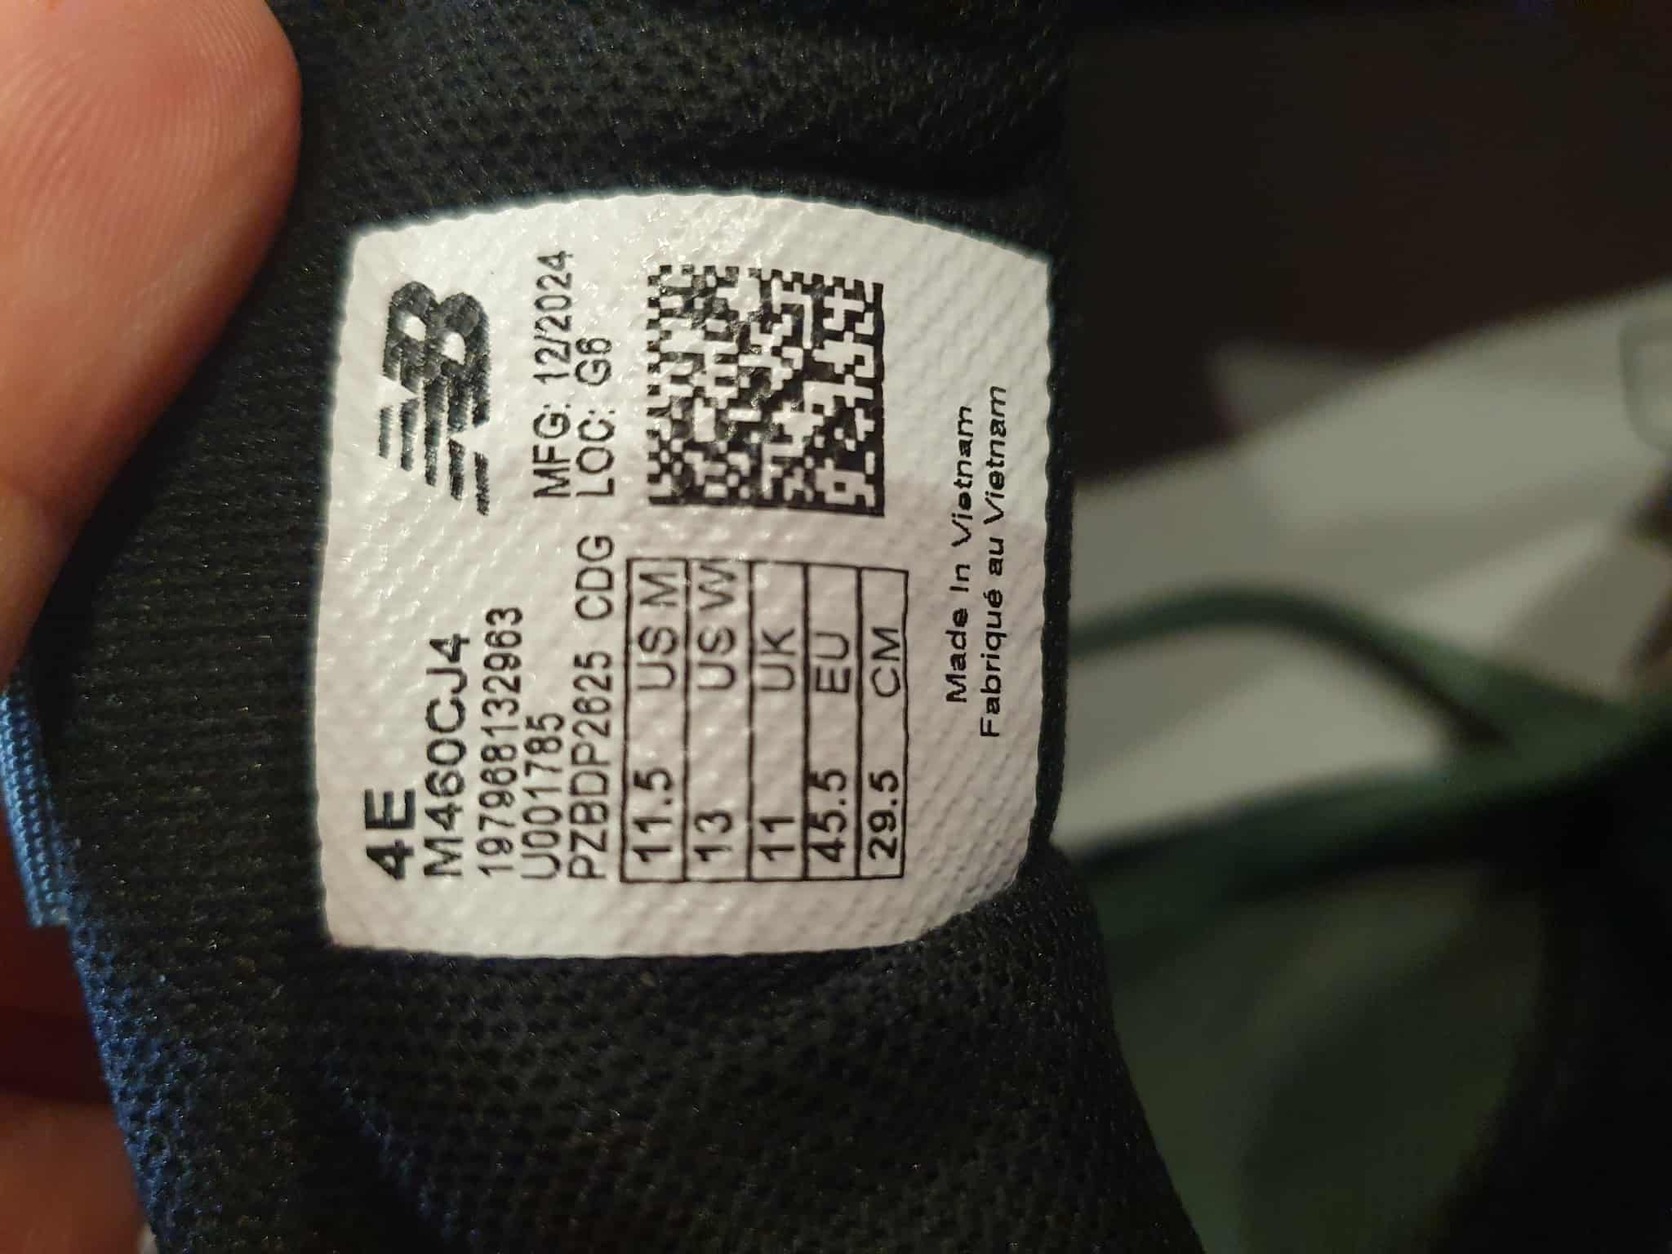 NB
4E
M460CJ4
197968132963
U001785 MFG: 12/2024
PZBDP2625 CDG LOC: G6
11.5 US M
13 US W
11 UK
45.5 EU
29.5 CM
Made In Vietnam
Fabriqué au Vietnam